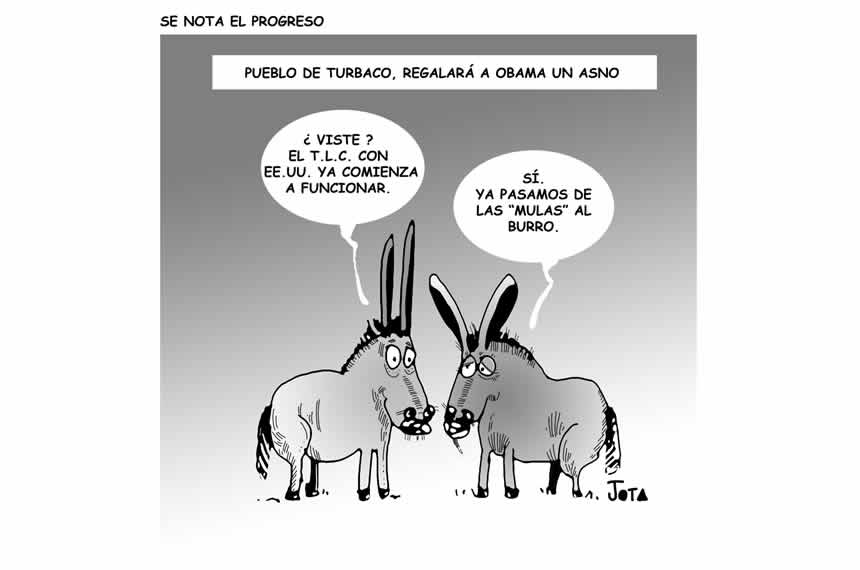 SE NOTA EL PROGRESO
PUEBLO DE TURBACO, REGALARÁ A OBAMA UN ASNO
¿ VISTE ?
EL T.L.C. CON
EE.UU. YA COMIENZA
A FUNCIONAR.
SÍ.
YA PASAMOS DE
LAS “MULAS” AL
BURRO.
JOTA